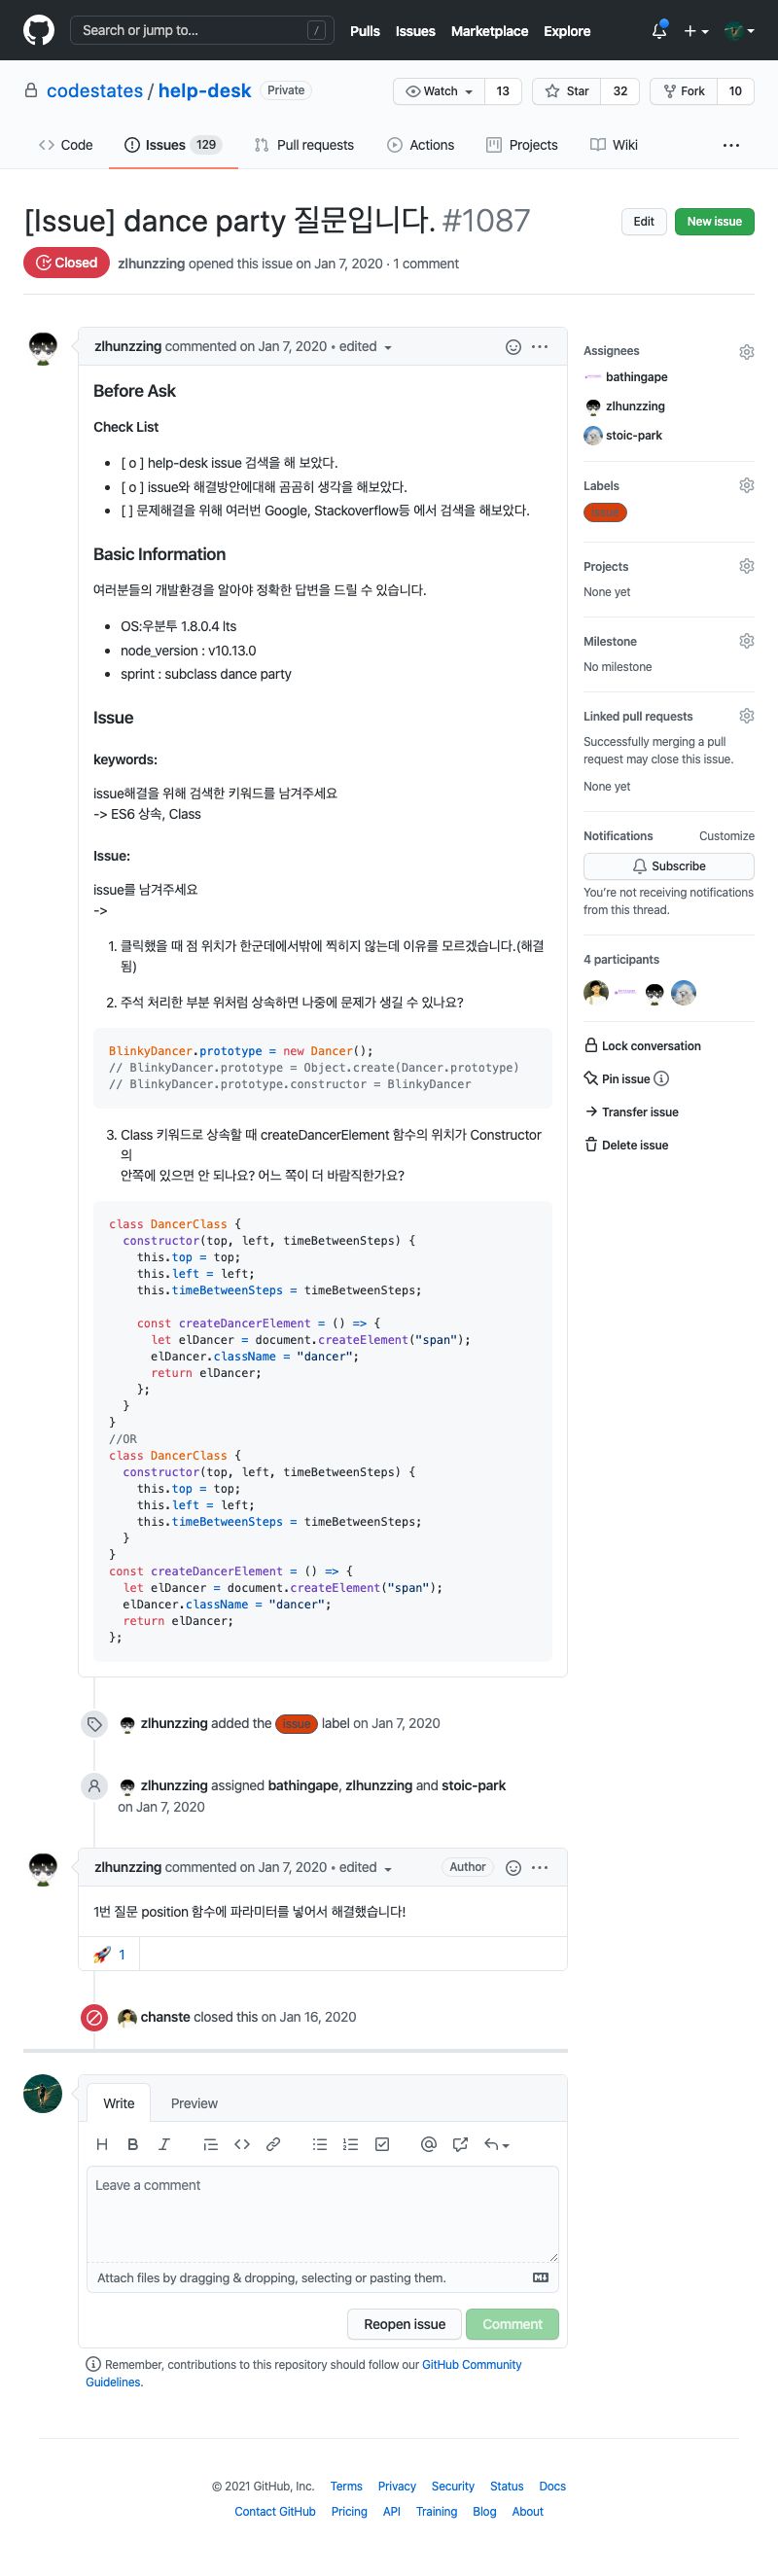 Search or jump to... /
Pulls Issues Marketplace Explore
codestates / help-desk Private
Watch 13 Star 32 Fork 10
Code Issues 129 Pull requests Actions Projects Wiki
[Issue] dance party 질문입니다. #1087
Edit New issue
Closed zlhunzzing opened this issue on Jan 7, 2020 · 1 comment
zlhunzzing commented on Jan 7, 2020 • edited
Before Ask
Check List
• [ o ] help-desk issue 검색을 해 보았다.
• [ o ] issue와 해결방안에대해 곰곰히 생각을 해보았다.
• [ ] 문제해결을 위해 여러번 Google, Stackoverflow등 에서 검색을 해보았다.
Basic Information
여러분들의 개발환경을 알아야 정확한 답변을 드릴 수 있습니다.
• OS:우분투 1.8.0.4 lts
• node_version : v10.13.0
• sprint : subclass dance party
Issue
keywords:
issue해결을 위해 검색한 키워드를 남겨주세요
-> ES6 상속, Class
Issue:
issue를 남겨주세요
->
1. 클릭했을 때 점 위치가 한군데에서밖에 찍히지 않는데 이유를 모르겠습니다.(해결
됨)
2. 주석 처리한 부분 위처럼 상속하면 나중에 문제가 생길 수 있나요?
BlinkyDancer.prototype = new Dancer();
// BlinkyDancer.prototype = Object.create(Dancer.prototype)
// BlinkyDancer.prototype.constructor = BlinkyDancer
3. Class 키워드로 상속할 때 createDancerElement 함수의 위치가 Constructor
의
안쪽에 있으면 안 되나요? 어느 쪽이 더 바람직한가요?
class DancerClass {
  constructor(top, left, timeBetweenSteps) {
    this.top = top;
    this.left = left;
    this.timeBetweenSteps = timeBetweenSteps;
    const createDancerElement = () => {
      let elDancer = document.createElement("span");
      elDancer.className = "dancer";
      return elDancer;
    };
  }
}
//OR
class DancerClass {
  constructor(top, left, timeBetweenSteps) {
    this.top = top;
    this.left = left;
    this.timeBetweenSteps = timeBetweenSteps;
  }
}
const createDancerElement = () => {
  let elDancer = document.createElement("span");
  elDancer.className = "dancer";
  return elDancer;
};
zlhunzzing added the issue label on Jan 7, 2020
zlhunzzing assigned bathingape, zlhunzzing and stoic-park
on Jan 7, 2020
zlhunzzing commented on Jan 7, 2020 • edited Author
1번 질문 position 함수에 파라미터를 넣어서 해결했습니다!
🚀 1
chanste closed this on Jan 16, 2020
Write Preview
Leave a comment
Attach files by dragging & dropping, selecting or pasting them.
Reopen issue Comment
Remember, contributions to this repository should follow our GitHub Community
Guidelines.
Assignees
bathingape
zlhunzzing
stoic-park
Labels
issue
Projects
None yet
Milestone
No milestone
Linked pull requests
Successfully merging a pull
request may close this issue.
None yet
Notifications Customize
Subscribe
You're not receiving notifications
from this thread.
4 participants
Lock conversation
Pin issue
Transfer issue
Delete issue
© 2021 GitHub, Inc. Terms Privacy Security Status Docs
Contact GitHub Pricing API Training Blog About